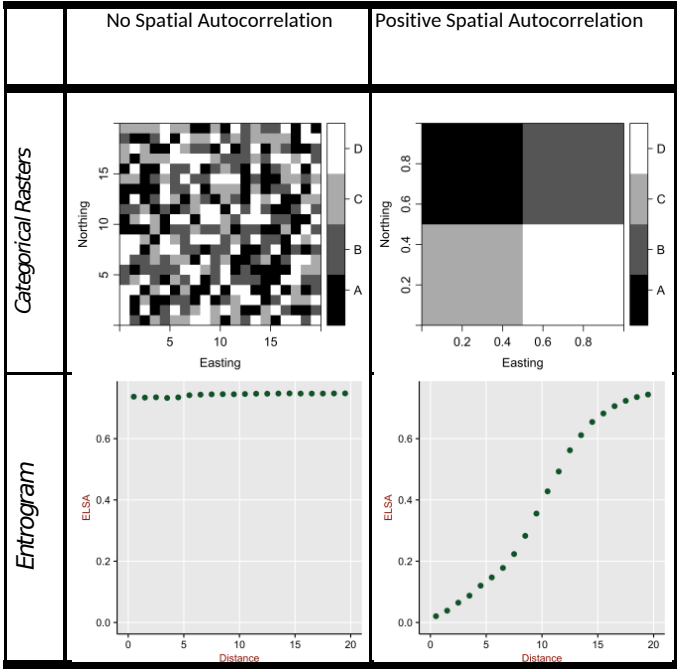 No Spatial Autocorrelation
Positive Spatial Autocorrelation
Categorical Rasters
Northing
15
10
5
5 10 15
Easting
D
C
B
A
Northing
0.8
0.6
0.4
0.2
0.2 0.4 0.6 0.8
Easting
D
C
B
A
Entrogram
ELSA
0.6
0.4
0.2
0.0
0 5 10 15 20
Distance
ELSA
0.6
0.4
0.2
0.0
0 5 10 15 20
Distance